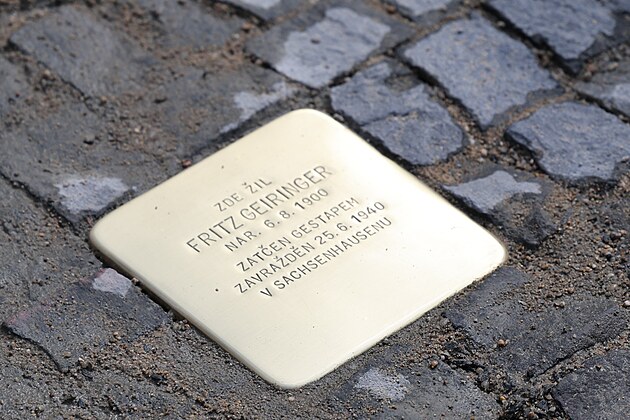 ZDE ŽIL
FRITZ GEIRINGER
NAR. 6. 8. 1900
ZATČEN GESTAPEM
ZAVRAŽDĚN 25. 6. 1940
V SACHSENHAUSENU